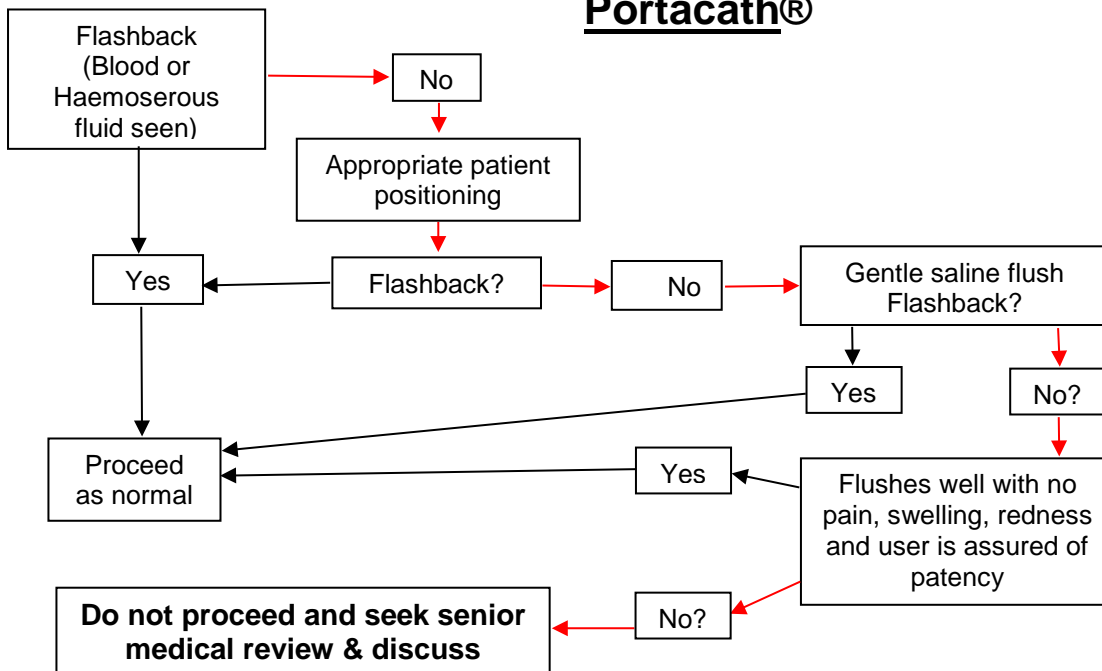 Portacath®
Flashback
(Blood or
Haemoserous
fluid seen)
No
Appropriate patient
positioning
Yes
Flashback?
No
Gentle saline flush
Flashback?
Yes
No?
Proceed
as normal
Yes
Flushes well with no
pain, swelling, redness
and user is assured of
patency
No?
Do not proceed and seek senior
medical review & discuss